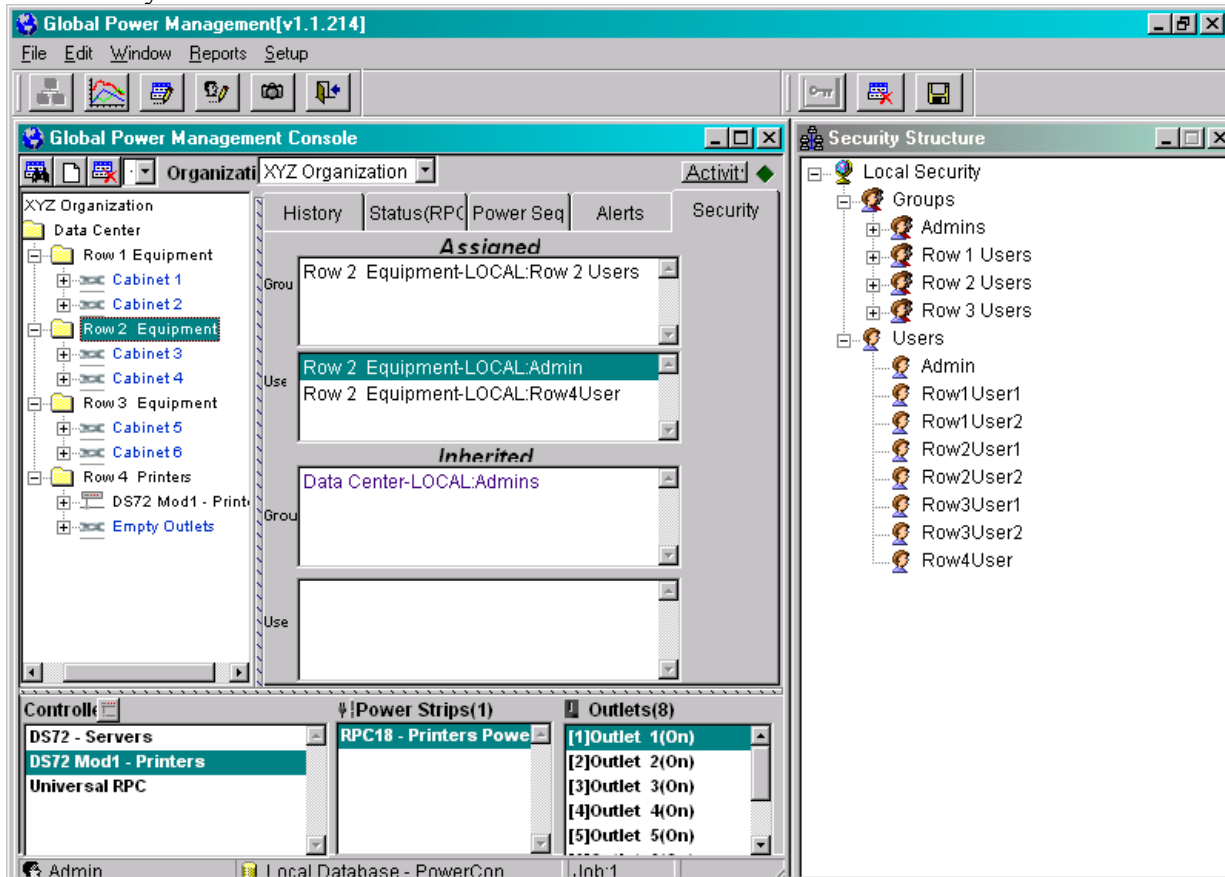 Global Power Management[v1.1.214]
File Edit Window Reports Setup
Global Power Management Console
Organizati XYZ Organization
Activit
XYZ Organization
Data Center
Row 1 Equipment
Cabinet 1
Cabinet 2
Row 2 Equipment
Cabinet 3
Cabinet 4
Row 3 Equipment
Cabinet 5
Cabinet 6
Row 4 Printers
DS72 Mod1 - Print
Empty Outlets
History Status(RPC Power Seq Alerts Security
Assigned
Grou
Row 2 Equipment-LOCAL:Row 2 Users
Use
Row 2 Equipment-LOCAL:Admin
Row 2 Equipment-LOCAL:Row4User
Inherited
Grou
Data Center-LOCAL:Admins
Use
Controlle
DS72 - Servers
DS72 Mod1 - Printers
Universal RPC
Power Strips(1)
RPC18 - Printers Powe
Outlets(8)
[1]Outlet 1(On)
[2]Outlet 2(On)
[3]Outlet 3(On)
[4]Outlet 4(On)
[5]Outlet 5(On)
Admin
Local Database - PowerCon
Job:1
Security Structure
Local Security
Groups
Admins
Row 1 Users
Row 2 Users
Row 3 Users
Users
Admin
Row1User1
Row1User2
Row2User1
Row2User2
Row3User1
Row3User2
Row4User